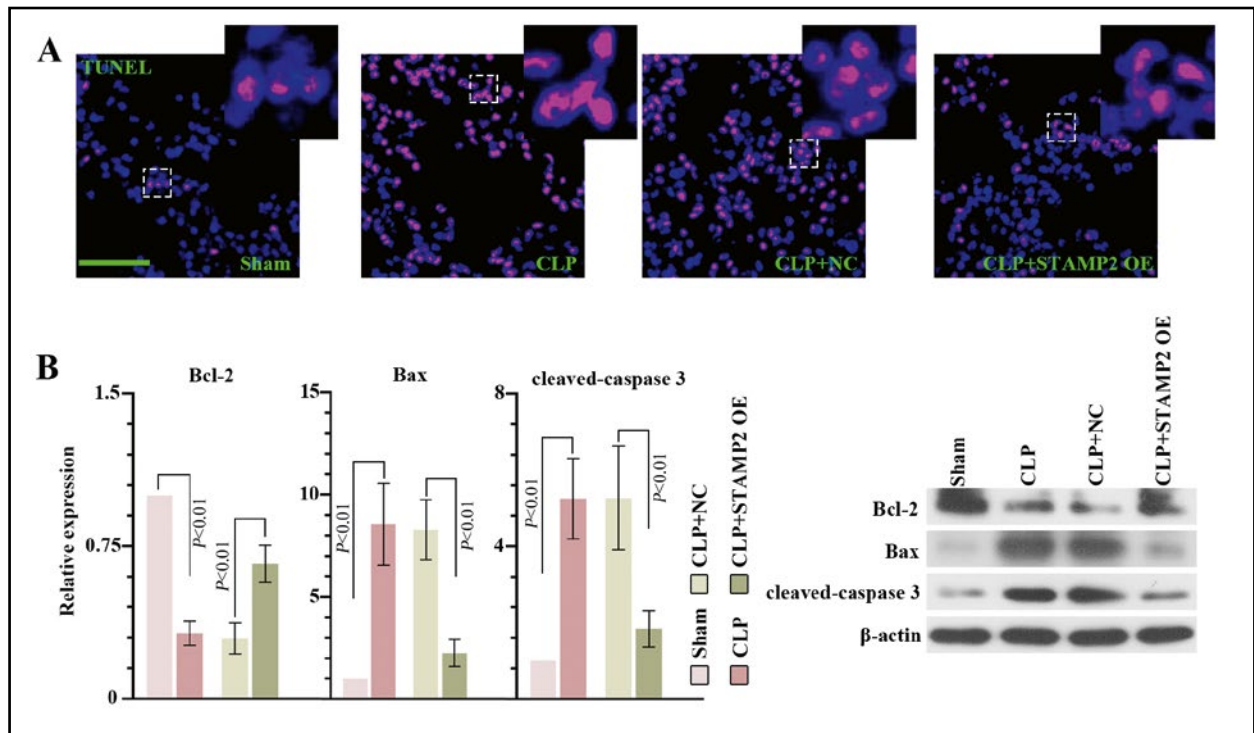 A
TUNEL
Sham
CLP
CLP+NC
CLP+STAMP2 OE
B
Bcl-2
Bax
cleaved-caspase 3
Relative expression
1.5
0.75
0
P<0.01
P<0.01
15
10
5
P<0.01
P<0.01
8
4
P<0.01
P<0.01
Sham
CLP
CLP+NC
CLP+STAMP2 OE
Sham
CLP
CLP+NC
CLP+STAMP2 OE
Bcl-2
Bax
cleaved-caspase 3
β-actin